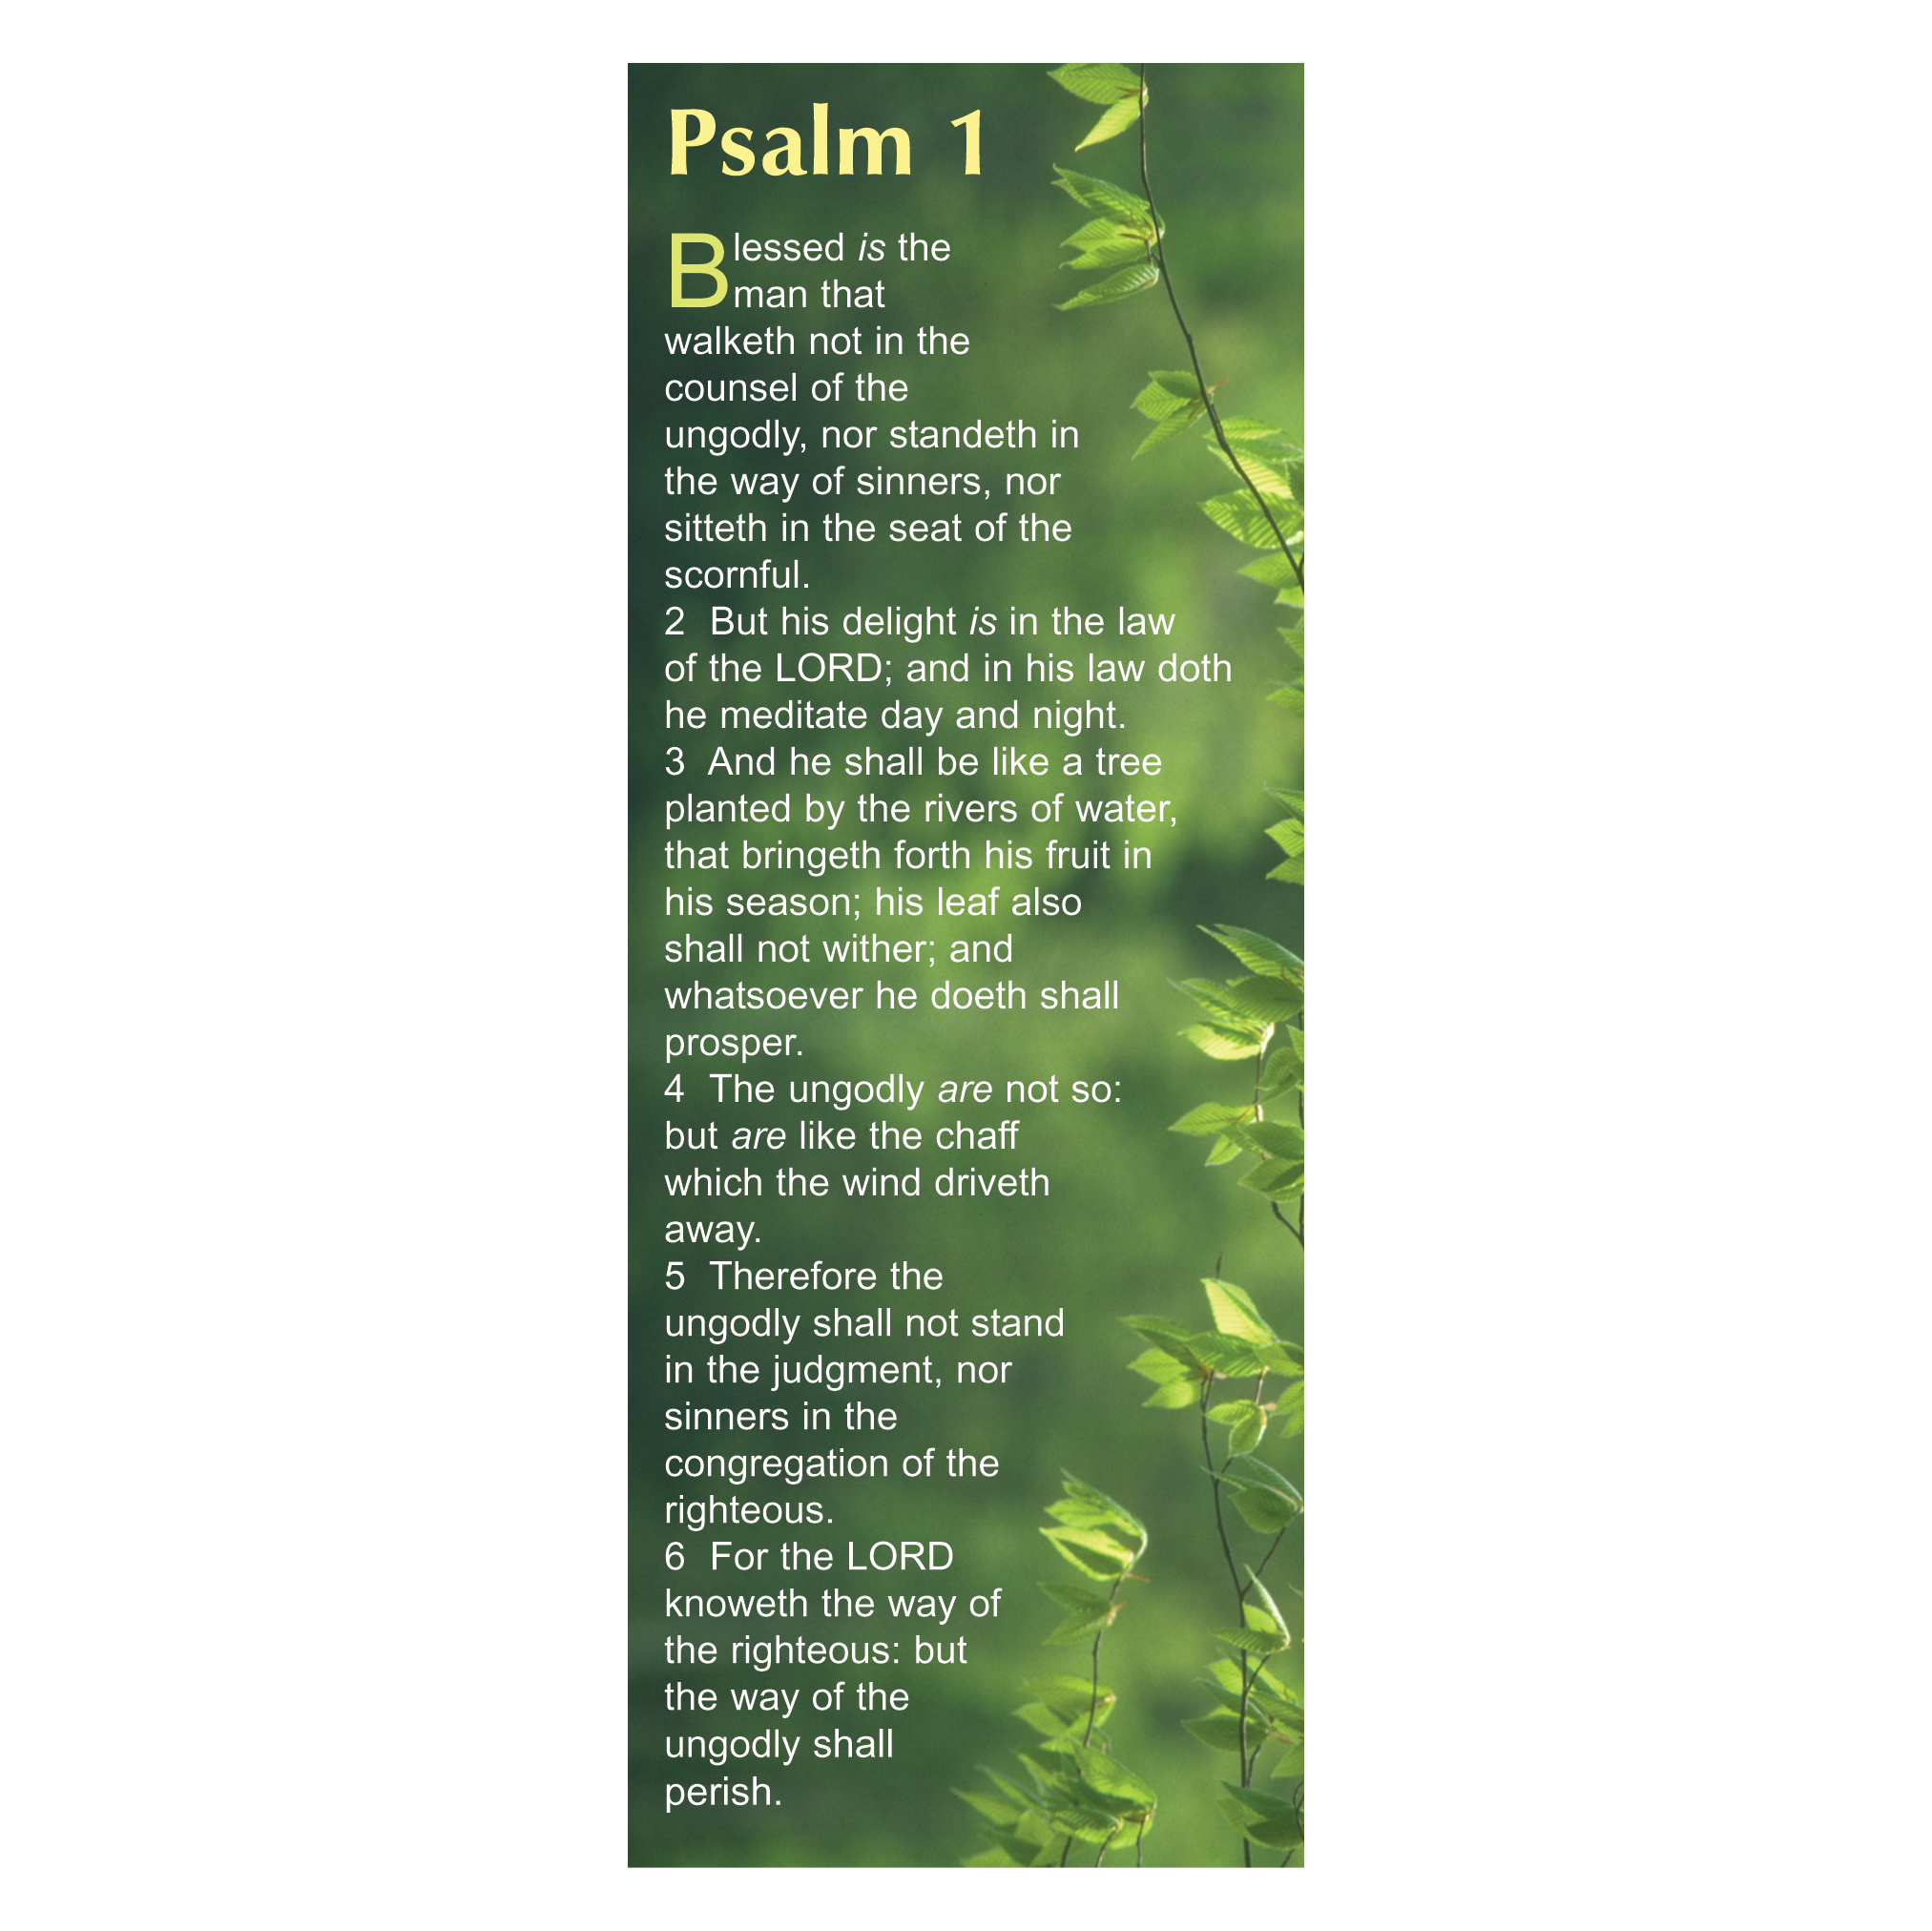 Psalm 1
Blessed is the
man that
walketh not in the
counsel of the
ungodly, nor standeth in
the way of sinners, nor
sitteth in the seat of the
scornful.
2 But his delight is in the law
of the LORD; and in his law doth
he meditate day and night.
3 And he shall be like a tree
planted by the rivers of water,
that bringeth forth his fruit in
his season; his leaf also
shall not wither; and
whatsoever he doeth shall
prosper.
4 The ungodly are not so:
but are like the chaff
which the wind driveth
away.
5 Therefore the
ungodly shall not stand
in the judgment, nor
sinners in the
congregation of the
righteous.
6 For the LORD
knoweth the way of
the righteous: but
the way of the
ungodly shall
perish.